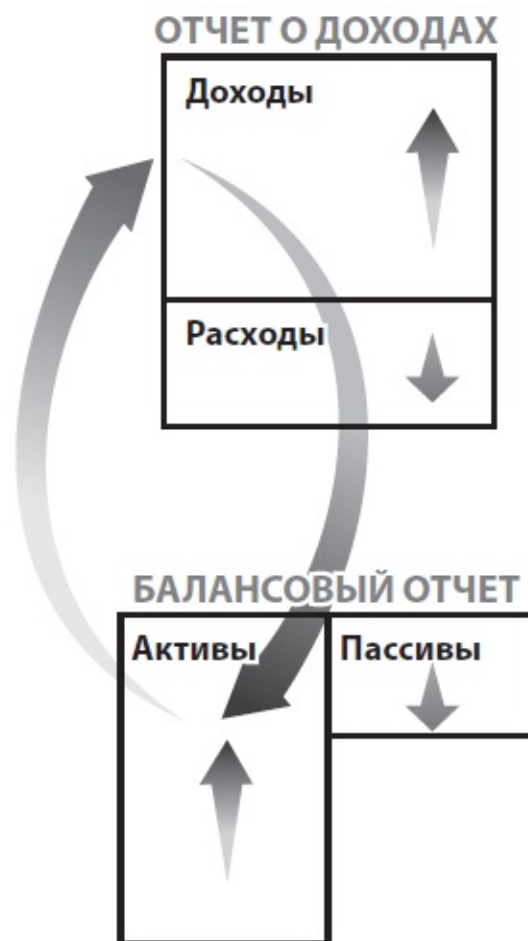 ОТЧЕТ О ДОХОДАХ
Доходы
Расходы
БАЛАНСОВЫЙ ОТЧЕТ
Активы
Пассивы